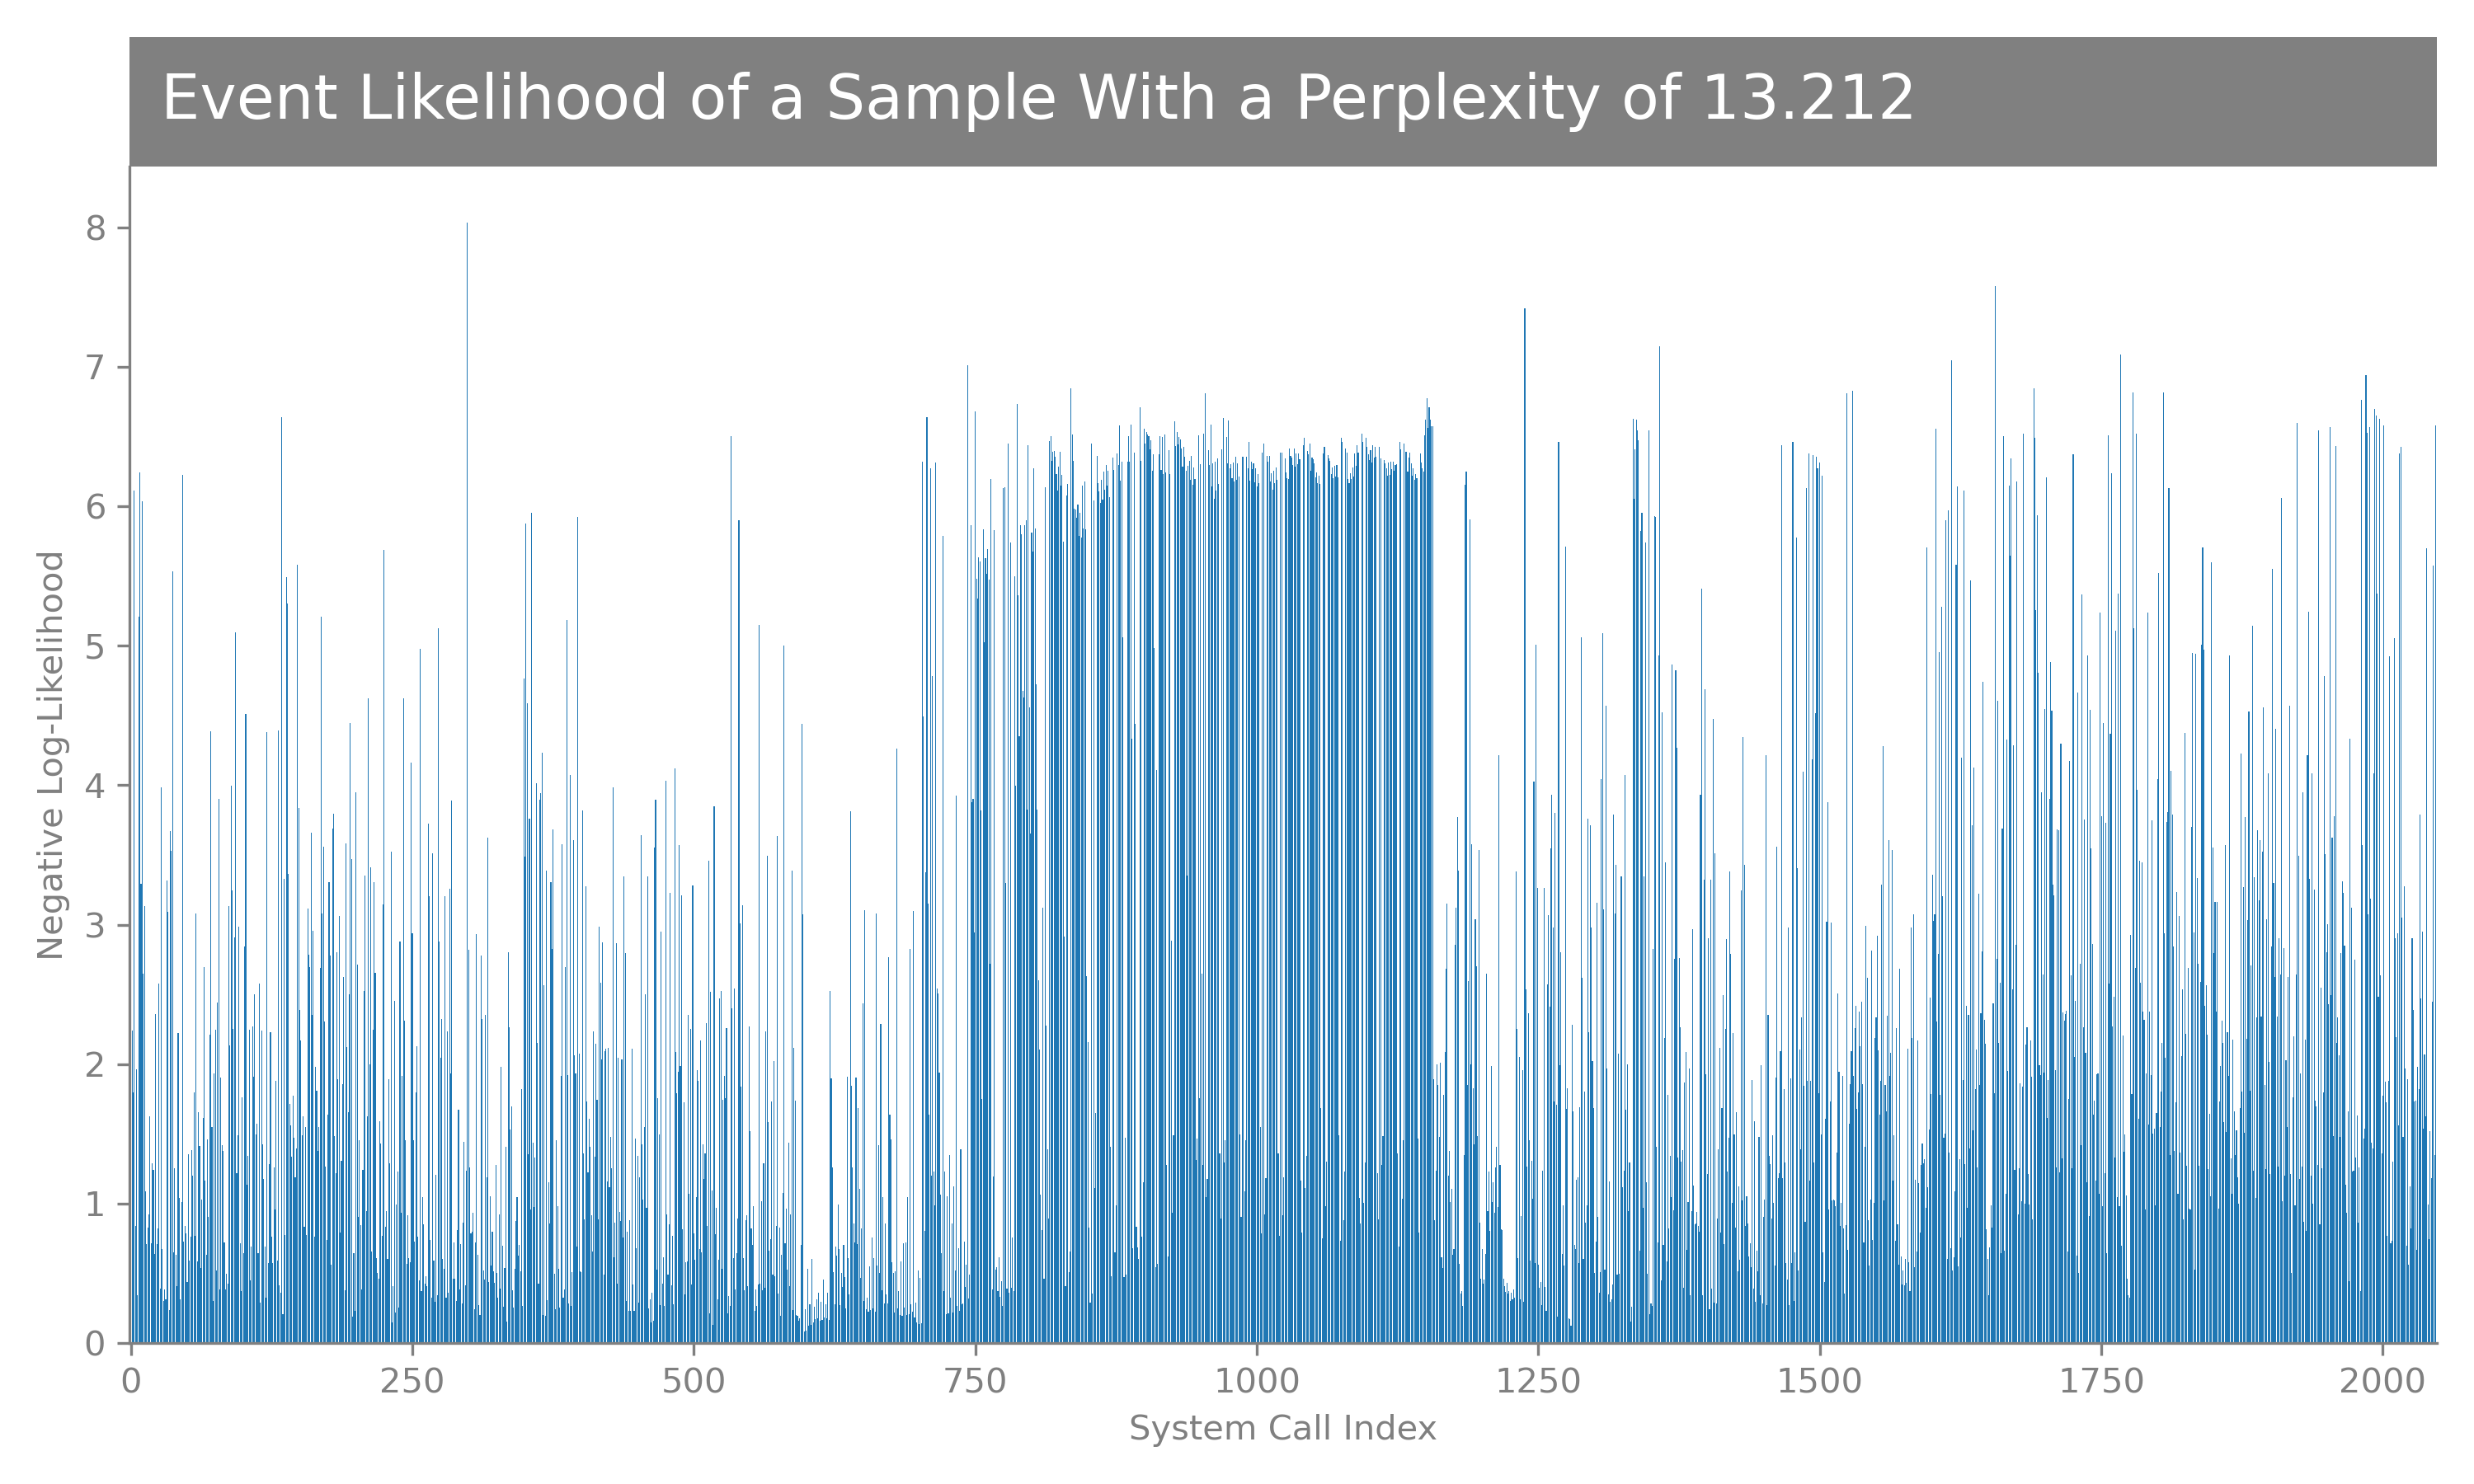 Event Likelihood of a Sample With a Perplexity of 13.212
8
7
6
5
4
3
2
1
0
Negative Log-Likelihood
0 250 500 750 1000 1250 1500 1750 2000
System Call Index